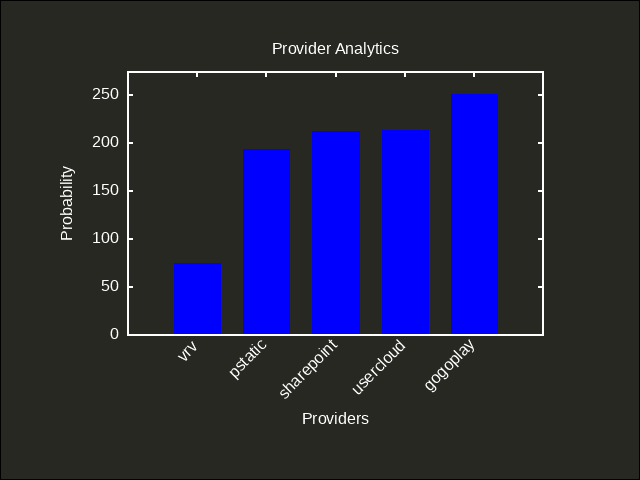 Provider Analytics
250
200
150
100
50
0
Probability
vrv
pstatic
sharepoint
usercloud
gogoplay
Providers